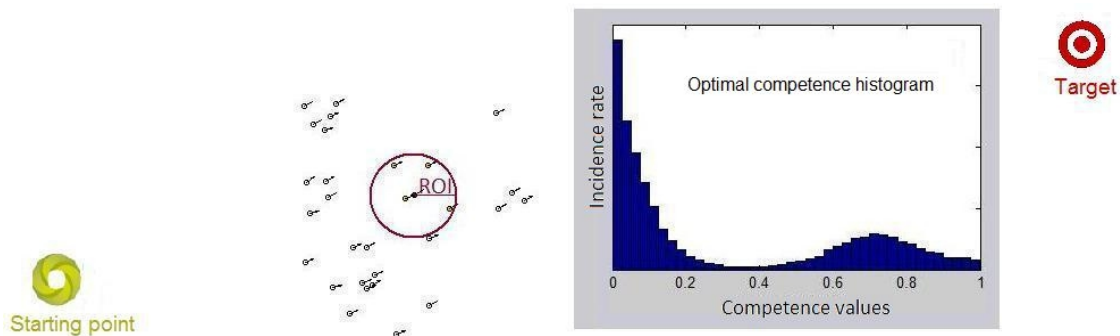 Starting point
ROI
Optimal competence histogram
Incidence rate
0 0.2 0.4 0.6 0.8 1
Competence values
Target